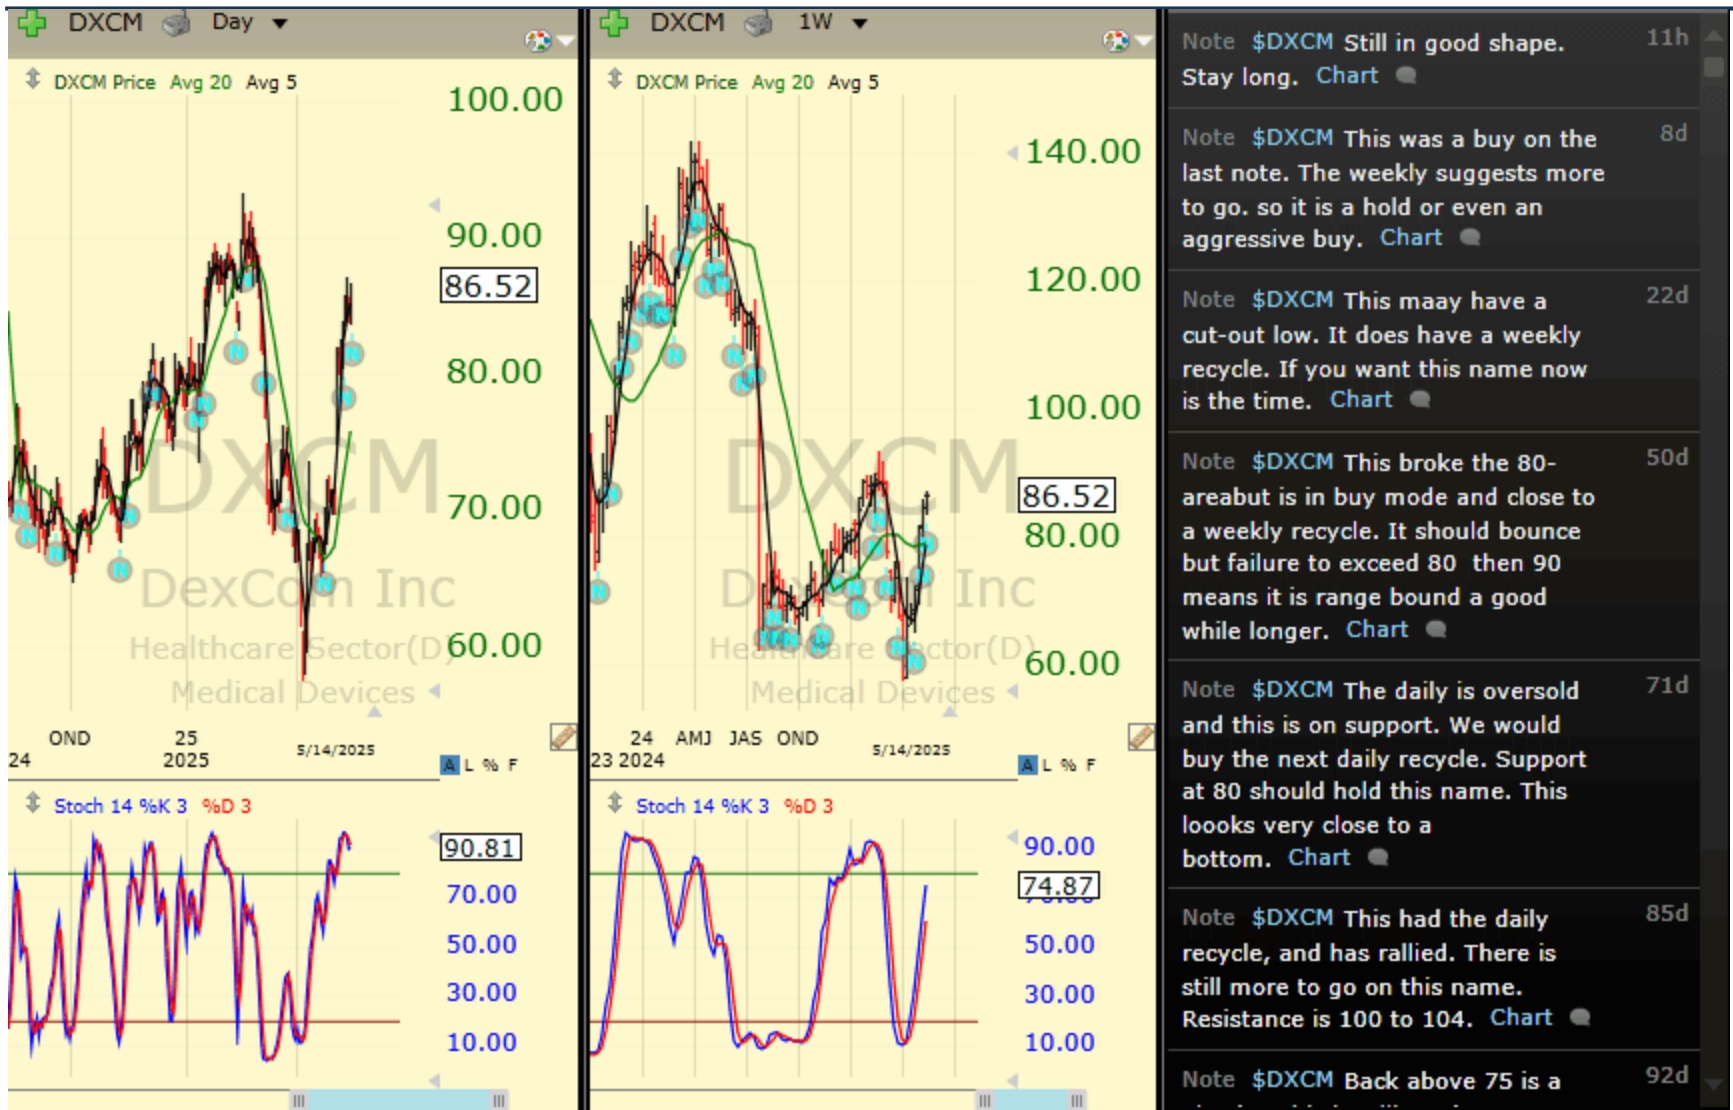 DXCM Day
DXCM Price Avg 20 Avg 5
100.00
90.00
86.52
80.00
70.00
60.00
DXCM
DexCom Inc
Healthcare Sector(D)
Medical Devices
OND 25 5/14/2025
24 2025
A L % F
Stoch 14 %K 3 %D 3
90.81
70.00
50.00
30.00
10.00
DXCM 1W
DXCM Price Avg 20 Avg 5
140.00
120.00
100.00
86.52
80.00
60.00
DXCM
DexCom Inc
Healthcare Sector(D)
Medical Devices
24 AMJ JAS OND 5/14/2025
23 2024
A L % F
Stoch 14 %K 3 %D 3
90.00
74.87
50.00
30.00
10.00
Note $DXCM Still in good shape. 11h
Stay long. Chart
Note $DXCM This was a buy on the 8d
last note. The weekly suggests more
to go. so it is a hold or even an
aggressive buy. Chart
Note $DXCM This maay have a 22d
cut-out low. It does have a weekly
recycle. If you want this name now
is the time. Chart
Note $DXCM This broke the 80- 50d
areabut is in buy mode and close to
a weekly recycle. It should bounce
but failure to exceed 80 then 90
means it is range bound a good
while longer. Chart
Note $DXCM The daily is oversold 71d
and this is on support. We would
buy the next daily recycle. Support
at 80 should hold this name. This
loooks very close to a
bottom. Chart
Note $DXCM This had the daily 85d
recycle, and has rallied. There is
still more to go on this name.
Resistance is 100 to 104. Chart
Note $DXCM Back above 75 is a 92d